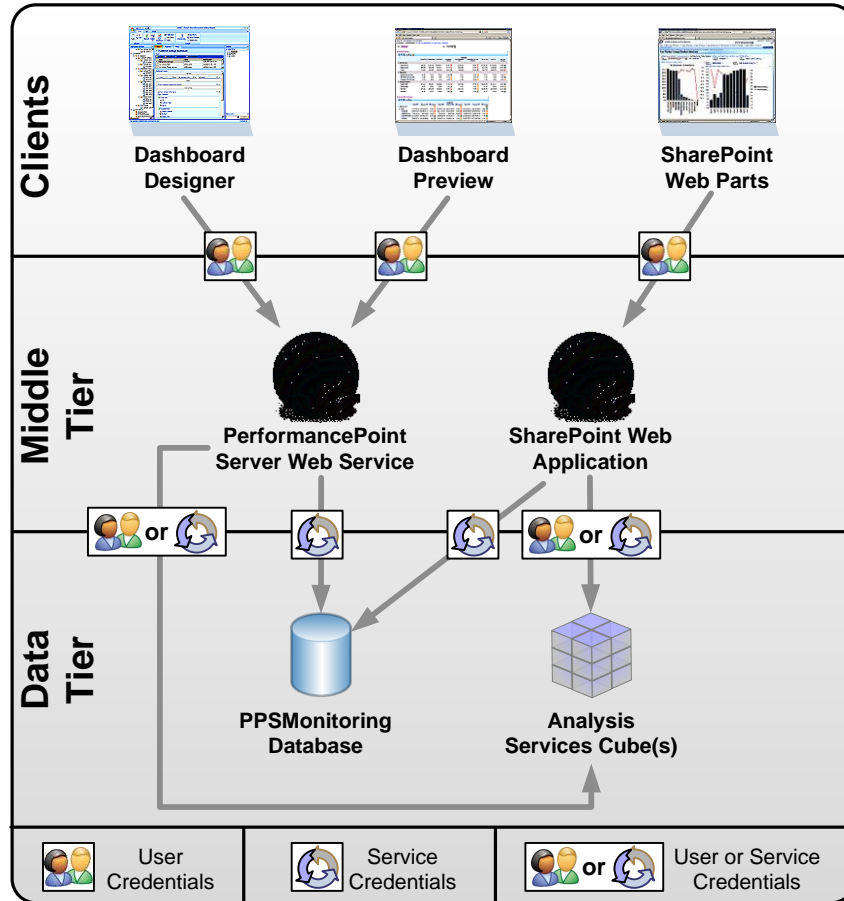 Clients
Dashboard
Designer
Dashboard
Preview
SharePoint
Web Parts
Middle
Tier
PerformancePoint
Server Web Service
SharePoint Web
Application
or
or
Data
Tier
PPSMonitoring
Database
Analysis
Services Cube(s)
User
Credentials
Service
Credentials
or
User or Service
Credentials